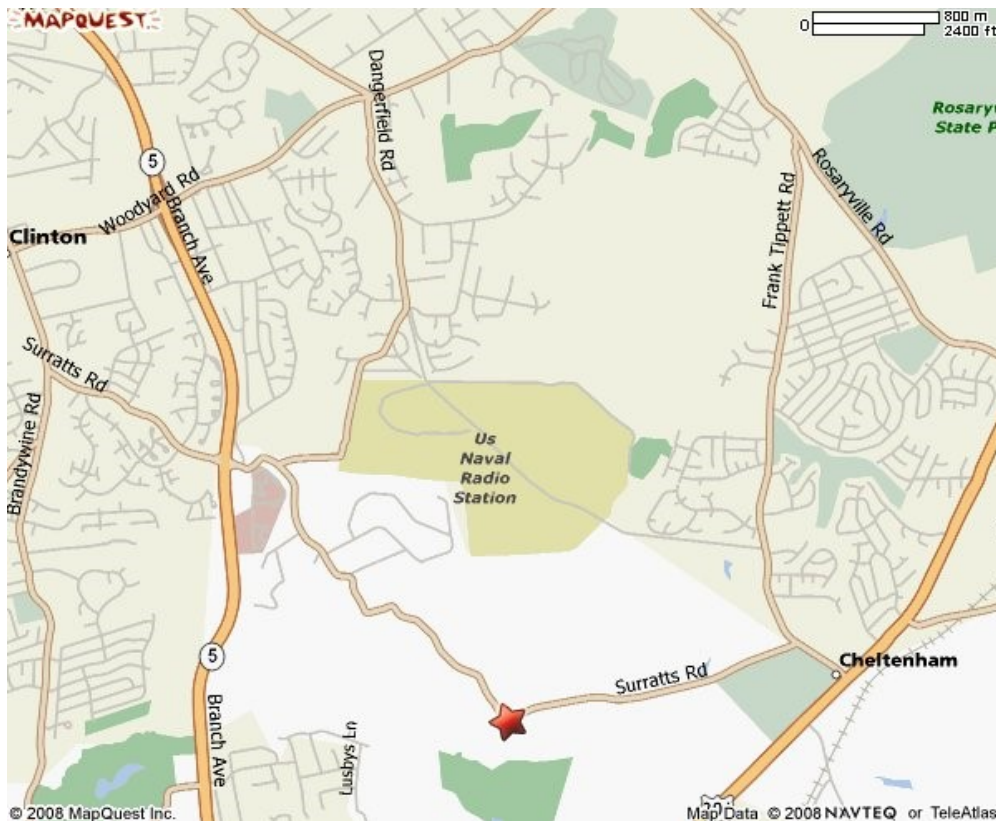 MAPQUEST
0
800 m
2400 ft
Dangerfield Rd
Rosaryv
State P
5
Woodyard Rd
Branch Ave
Clinton
Frank Tippett Rd
Rosaryville Rd
Surratts Rd
Brandywine Rd
Us
Naval
Radio
Station
5
Surratts Rd
Cheltenham
Branch Ave
Lusbys Ln
© 2008 MapQuest Inc.
Map Data © 2008 NAVTEQ or TeleAtlas